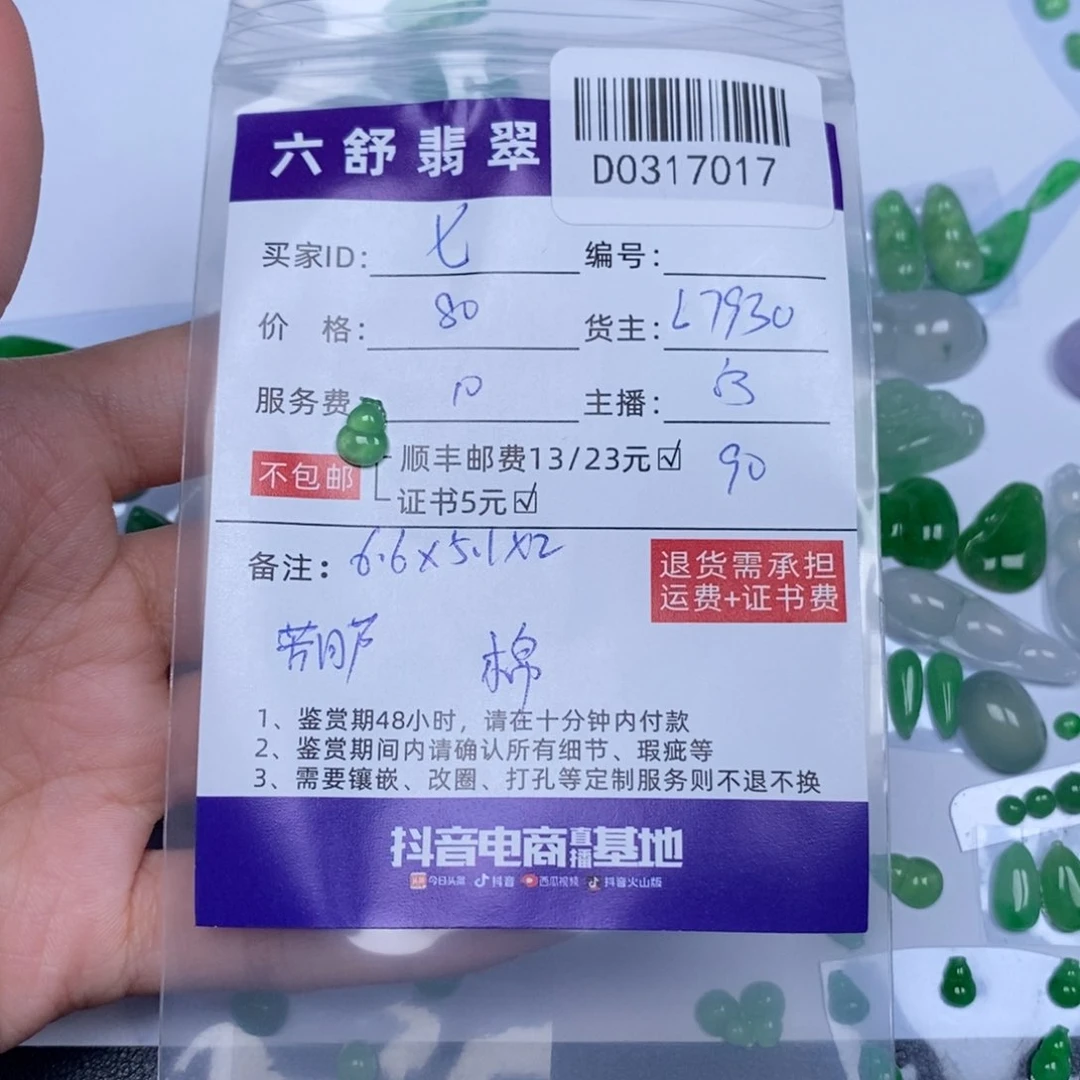 六舒翡翠
D0317017
买家ID: 七 编号:
价 格: 80 货主: L7930
服务费 10 主播: 白
不包邮 顺丰邮费13/23元☑ 90
证书5元☑
备注: 6.6×5.1×2
退货需承担
运费+证书费
葫芦 棉
1、鉴赏期48小时，请在十分钟内付款
2、鉴赏期间内请确认所有细节、瑕疵等
3、需要镶嵌、改圈、打孔等定制服务则不退不换
抖音电商直播基地
今日头条 抖音 西瓜视频 抖音火山版